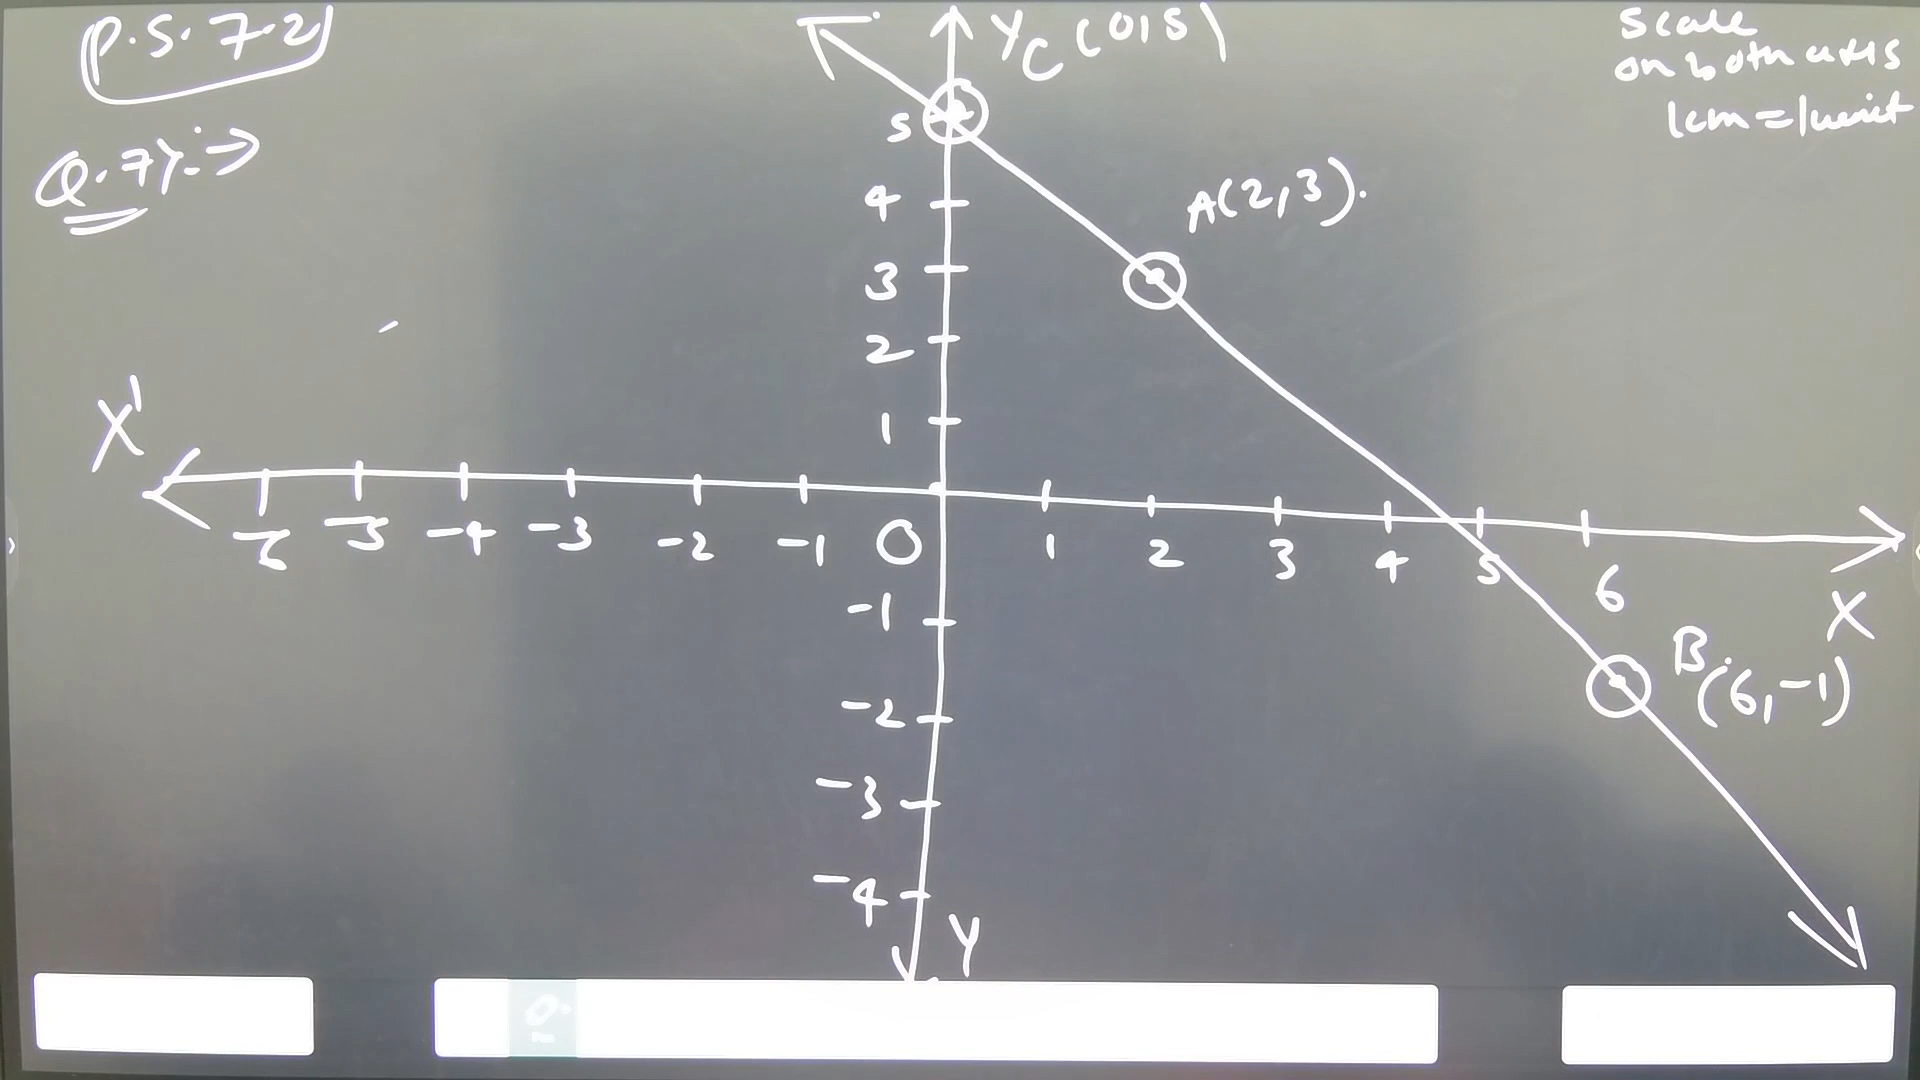 P.S. 7.2
Q.7):→
Y
C (0,5)
Scale
on both axis
1cm = 1 unit
A(2,3).
5
4
3
2
1
X'
-6 -5 -4 -3 -2 -1 0 1 2 3 4 5 6
X
-1
-2
-3
-4
B(6,-1)
Y